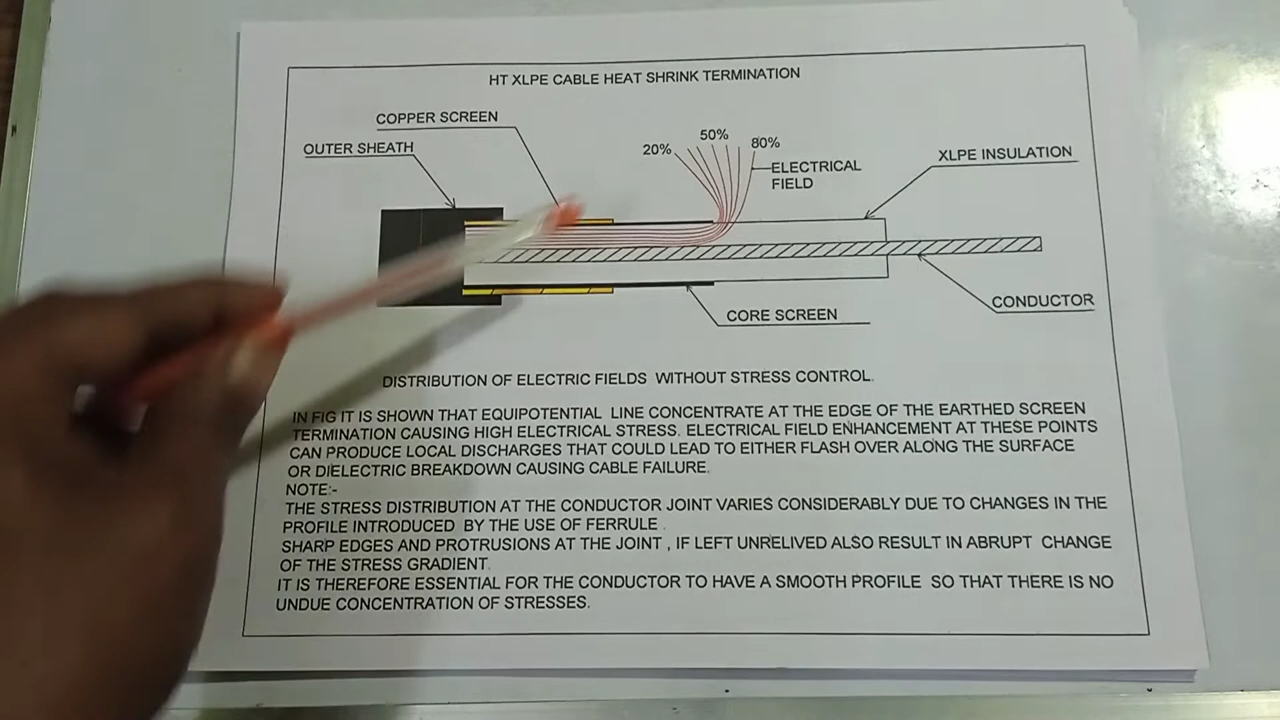 HT XLPE CABLE HEAT SHRINK TERMINATION
COPPER SCREEN
OUTER SHEATH
20%
50%
80%
ELECTRICAL
FIELD
XLPE INSULATION
CONDUCTOR
CORE SCREEN
DISTRIBUTION OF ELECTRIC FIELDS WITHOUT STRESS CONTROL.
IN FIG IT IS SHOWN THAT EQUIPOTENTIAL LINE CONCENTRATE AT THE EDGE OF THE EARTHED SCREEN
TERMINATION CAUSING HIGH ELECTRICAL STRESS. ELECTRICAL FIELD ENHANCEMENT AT THESE POINTS
CAN PRODUCE LOCAL DISCHARGES THAT COULD LEAD TO EITHER FLASH OVER ALONG THE SURFACE
OR DIELECTRIC BREAKDOWN CAUSING CABLE FAILURE.
NOTE:-
THE STRESS DISTRIBUTION AT THE CONDUCTOR JOINT VARIES CONSIDERABLY DUE TO CHANGES IN THE
PROFILE INTRODUCED BY THE USE OF FERRULE .
SHARP EDGES AND PROTRUSIONS AT THE JOINT , IF LEFT UNRELIVED ALSO RESULT IN ABRUPT CHANGE
OF THE STRESS GRADIENT.
IT IS THEREFORE ESSENTIAL FOR THE CONDUCTOR TO HAVE A SMOOTH PROFILE SO THAT THERE IS NO
UNDUE CONCENTRATION OF STRESSES.